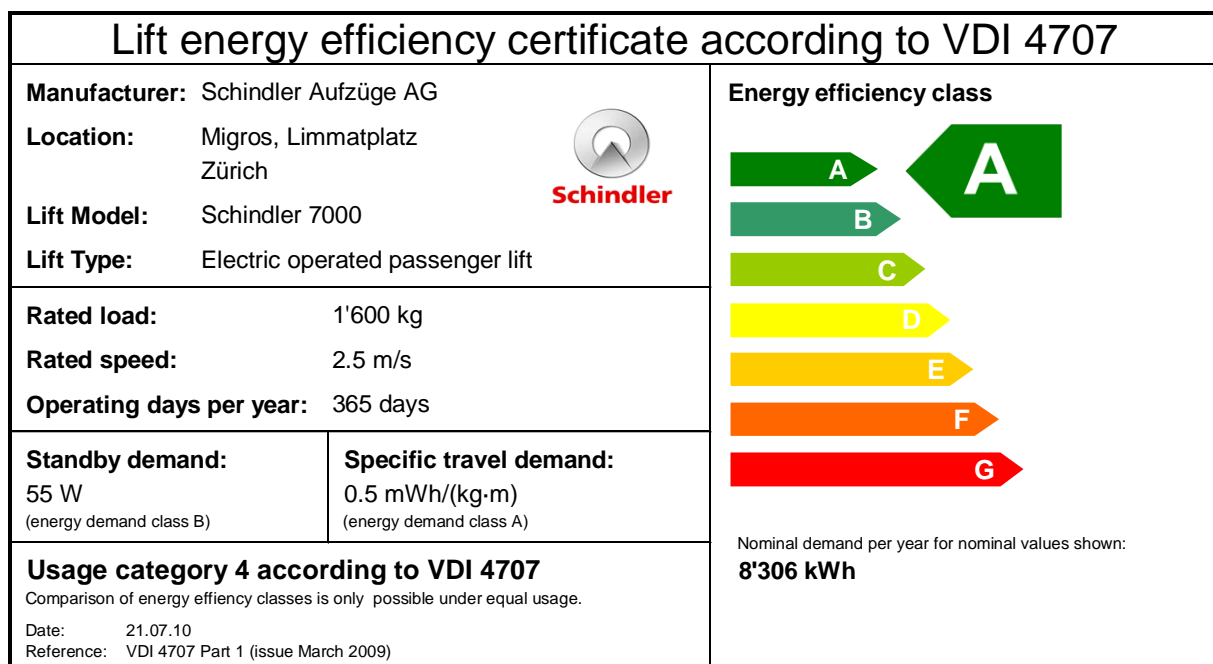 Lift energy efficiency certificate according to VDI 4707
Manufacturer: Schindler Aufzüge AG
Location: Migros, Limmatplatz
Zürich
Schindler
Lift Model: Schindler 7000
Lift Type: Electric operated passenger lift
Rated load: 1'600 kg
Rated speed: 2.5 m/s
Operating days per year: 365 days
Standby demand:
55 W
(energy demand class B)
Specific travel demand:
0.5 mWh/(kg·m)
(energy demand class A)
Usage category 4 according to VDI 4707
Comparison of energy effiency classes is only possible under equal usage.
Date: 21.07.10
Reference: VDI 4707 Part 1 (issue March 2009)
Energy efficiency class
A
A
B
C
D
E
F
G
Nominal demand per year for nominal values shown:
8'306 kWh